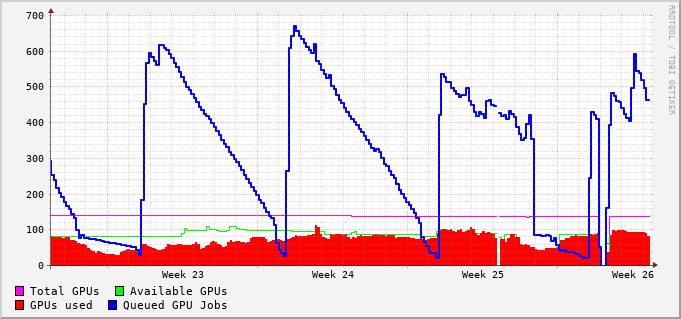 700
600
500
400
300
200
100
0
Week 23 Week 24 Week 25 Week 26
RRDTOOL / TOBI OETIKER
Total GPUs Available GPUs
GPUs used Queued GPU Jobs